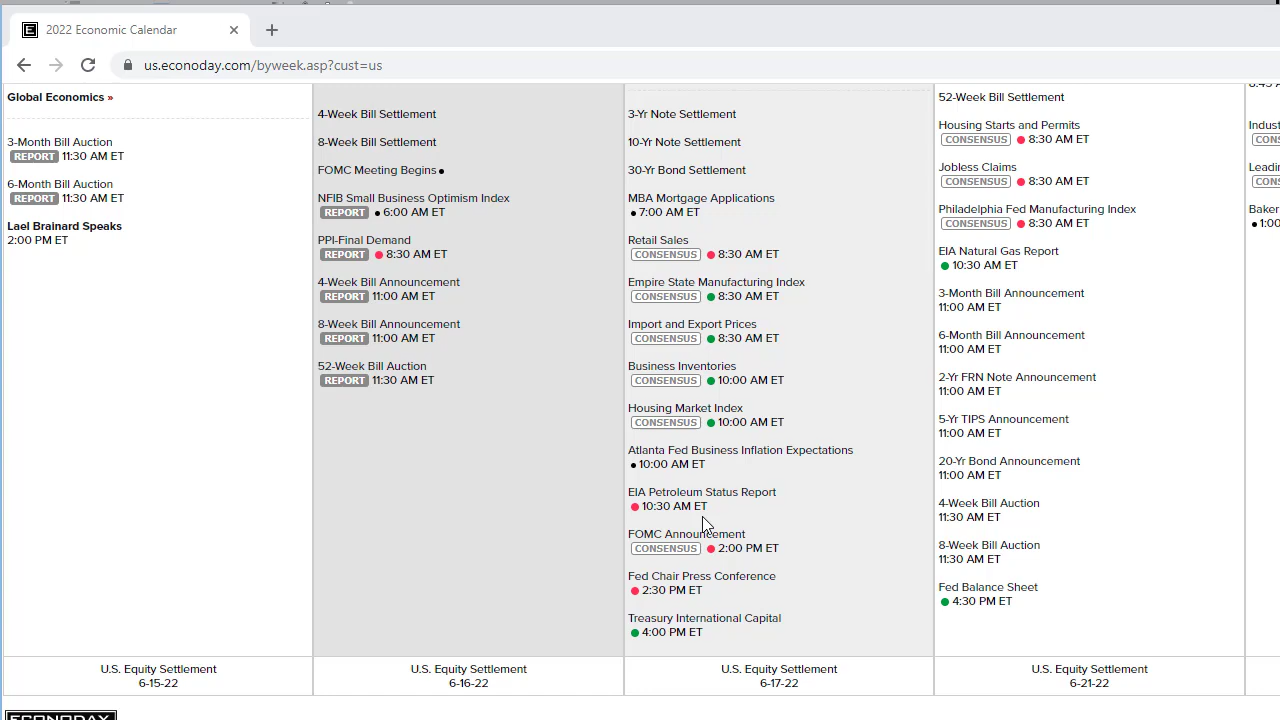 2022 Economic Calendar
us.econoday.com/byweek.asp?cust=us
Global Economics »
3-Month Bill Auction
REPORT 11:30 AM ET
6-Month Bill Auction
REPORT 11:30 AM ET
Lael Brainard Speaks
2:00 PM ET
U.S. Equity Settlement
6-15-22
4-Week Bill Settlement
8-Week Bill Settlement
FOMC Meeting Begins
NFIB Small Business Optimism Index
REPORT 6:00 AM ET
PPI-Final Demand
REPORT 8:30 AM ET
4-Week Bill Announcement
REPORT 11:00 AM ET
8-Week Bill Announcement
REPORT 11:00 AM ET
52-Week Bill Auction
REPORT 11:30 AM ET
U.S. Equity Settlement
6-16-22
3-Yr Note Settlement
10-Yr Note Settlement
30-Yr Bond Settlement
MBA Mortgage Applications
7:00 AM ET
Retail Sales
CONSENSUS 8:30 AM ET
Empire State Manufacturing Index
CONSENSUS 8:30 AM ET
Import and Export Prices
CONSENSUS 8:30 AM ET
Business Inventories
CONSENSUS 10:00 AM ET
Housing Market Index
CONSENSUS 10:00 AM ET
Atlanta Fed Business Inflation Expectations
10:00 AM ET
EIA Petroleum Status Report
10:30 AM ET
FOMC Announcement
CONSENSUS 2:00 PM ET
Fed Chair Press Conference
2:30 PM ET
Treasury International Capital
4:00 PM ET
U.S. Equity Settlement
6-17-22
52-Week Bill Settlement
Housing Starts and Permits
CONSENSUS 8:30 AM ET
Jobless Claims
CONSENSUS 8:30 AM ET
Philadelphia Fed Manufacturing Index
CONSENSUS 8:30 AM ET
EIA Natural Gas Report
10:30 AM ET
3-Month Bill Announcement
11:00 AM ET
6-Month Bill Announcement
11:00 AM ET
2-Yr FRN Note Announcement
11:00 AM ET
5-Yr TIPS Announcement
11:00 AM ET
20-Yr Bond Announcement
11:00 AM ET
4-Week Bill Auction
11:30 AM ET
8-Week Bill Auction
11:30 AM ET
Fed Balance Sheet
4:30 PM ET
U.S. Equity Settlement
6-21-22
Baker
ECONODAY